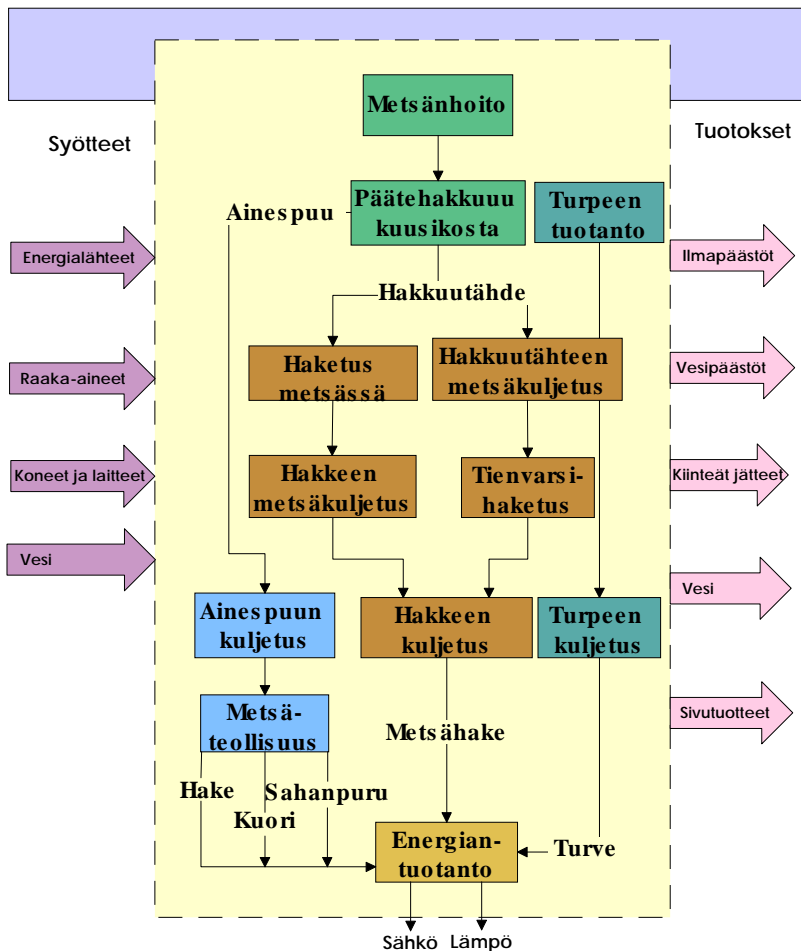 Syötteet
Tuotokset
Metsänhoito
Päätehakkuuu
kuusikosta
Ainespuu
Turpeen
tuotanto
Energialähteet
Ilmapäästöt
Hakkuutähde
Haketus
metsässä
Hakkuutähteen
metsäkuljetus
Raaka-aineet
Vesipäästöt
Hakkeen
metsäkuljetus
Tienvarsi-
haketus
Koneet ja laitteet
Kiinteät jätteet
Vesi
Vesi
Ainespuun
kuljetus
Hakkeen
kuljetus
Turpeen
kuljetus
Metsä-
teollisuus
Metsähake
Sivutuotteet
Hake
Kuori
Sahanpuru
Energian-
tuotanto
Turve
Sähkö
Lämpö